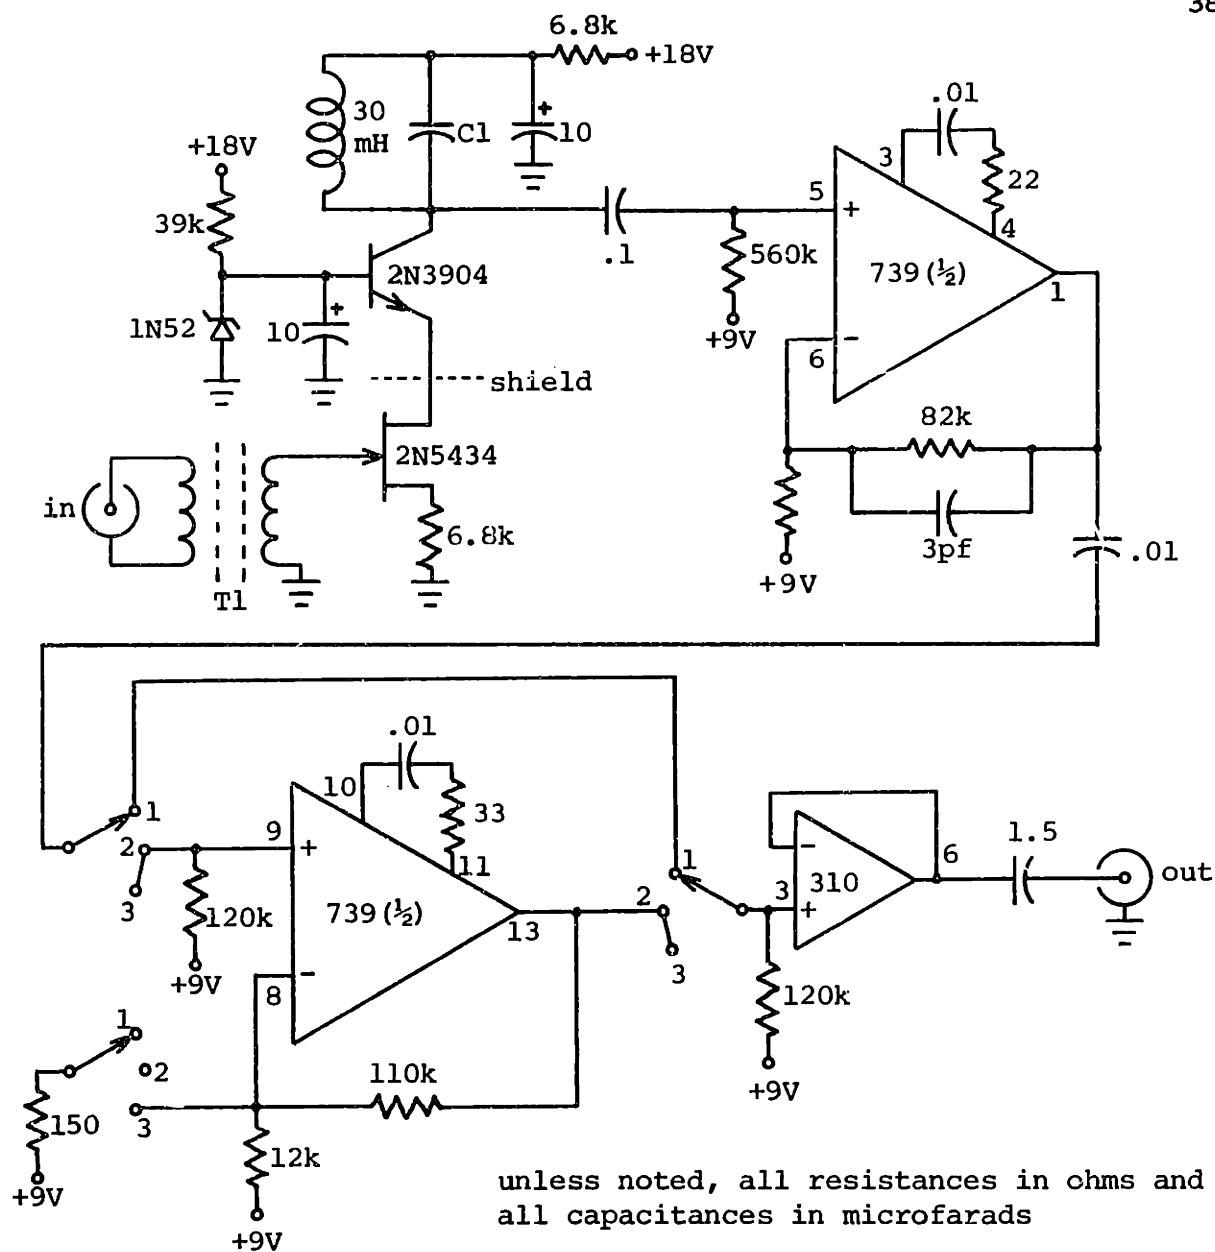 38
6.8k
+18V
30
mH
C1
+
10
+18V
39k
2N3904
1N52
10
+
shield
in
T1
2N5434
6.8k
.1
560k
+9V
5
+
3
.01
22
4
739(½)
1
6
-
82k
3pf
+9V
.01
1
2
3
9
+
120k
+9V
10
.01
33
11
739(½)
13
8
-
1
2
3
150
+9V
110k
12k
+9V
1
2
3
3
+
-
310
6
120k
+9V
1.5
out
unless noted, all resistances in ohms and
all capacitances in microfarads